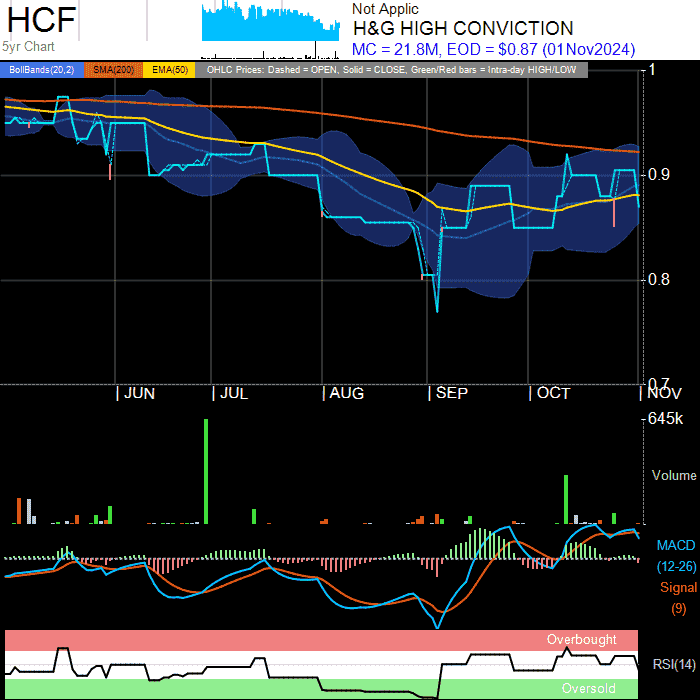 HCF
5yr Chart
Not Applic
H&G HIGH CONVICTION
MC = 21.8M, EOD = $0.87 (01Nov2024)
BollBands(20,2) SMA(200) EMA(50) OHLC Prices: Dashed = OPEN, Solid = CLOSE, Green/Red bars = Intra-day HIGH/LOW
1
0.9
0.8
0.7
JUN JUL AUG SEP OCT NOV
645k
Volume
MACD
(12-26)
Signal
(9)
Overbought
RSI(14)
Oversold